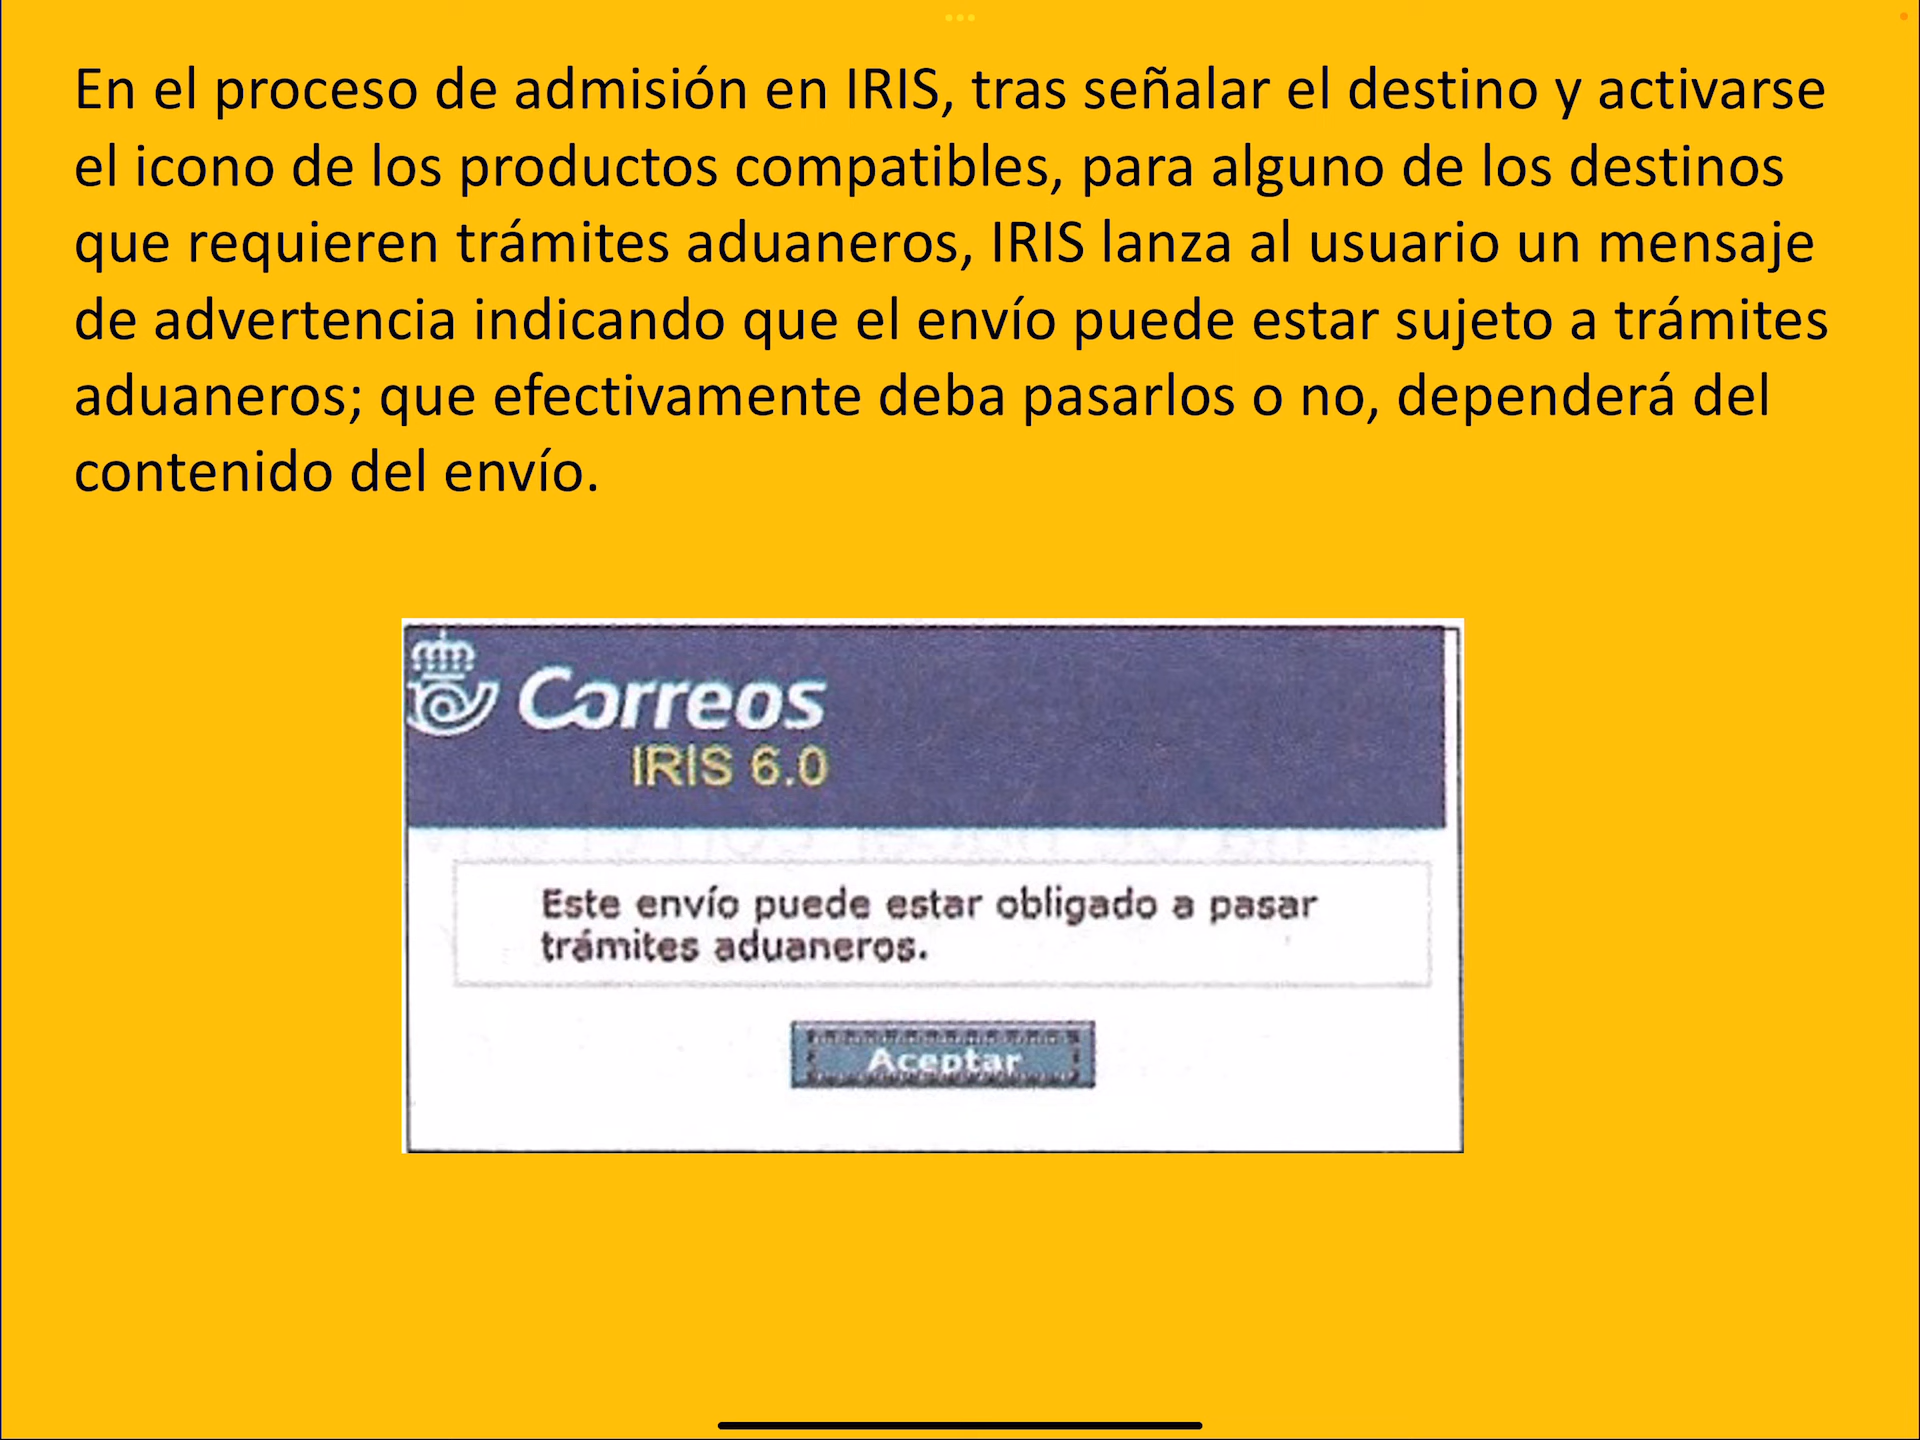 En el proceso de admisión en IRIS, tras señalar el destino y activarse
el icono de los productos compatibles, para alguno de los destinos
que requieren trámites aduaneros, IRIS lanza al usuario un mensaje
de advertencia indicando que el envío puede estar sujeto a trámites
aduaneros; que efectivamente deba pasarlos o no, dependerá del
contenido del envío.
Correos
IRIS 6.0
Este envío puede estar obligado a pasar
trámites aduaneros.
Aceptar